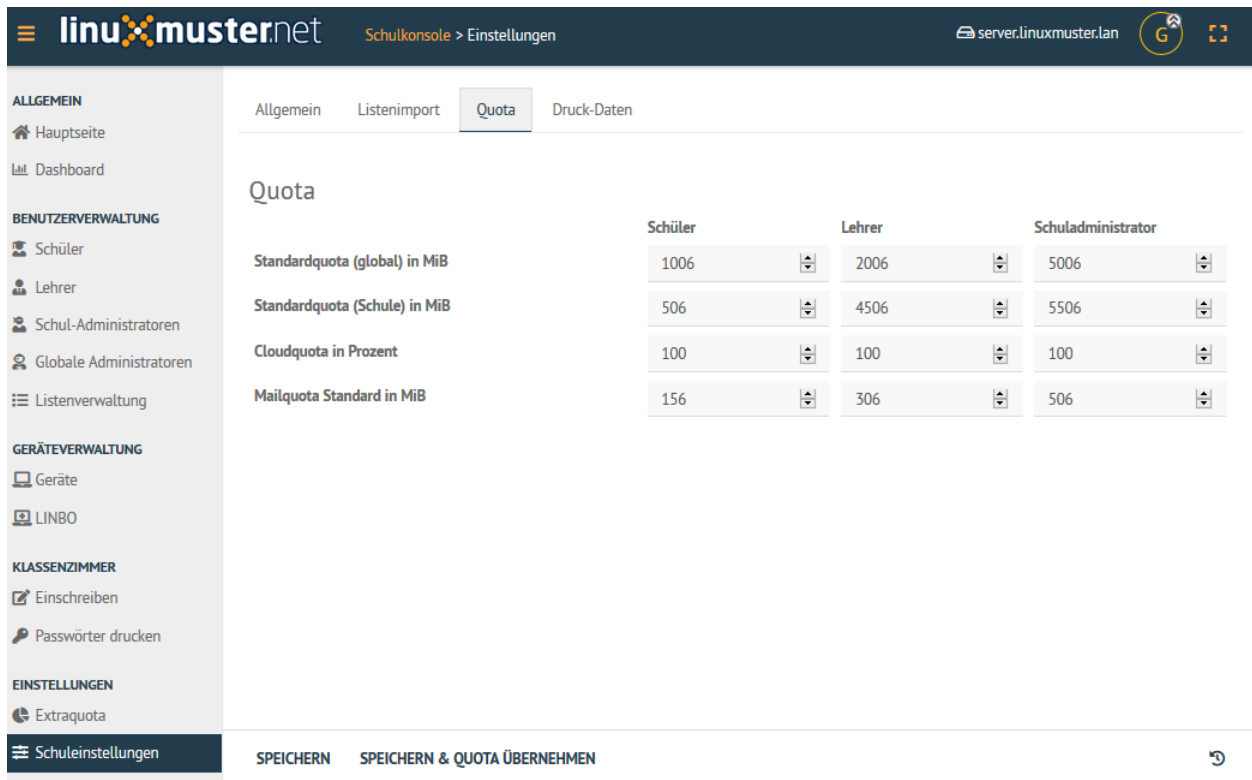 linuxmuster.net
Schulkonsole > Einstellungen
server.linuxmuster.lan
G
ALLGEMEIN
Hauptseite
Dashboard
BENUTZERVERWALTUNG
Schüler
Lehrer
Schul-Administratoren
Globale Administratoren
Listenverwaltung
GERÄTEVERWALTUNG
Geräte
LINBO
KLASSENZIMMER
Einschreiben
Passwörter drucken
EINSTELLUNGEN
Extraquota
Schuleinstellungen
Allgemein Listenimport Quota Druck-Daten
Quota
Schüler Lehrer Schuladministrator
Standardquota (global) in MiB 1006 2006 5006
Standardquota (Schule) in MiB 506 4506 5506
Cloudquota in Prozent 100 100 100
Mailquota Standard in MiB 156 306 506
SPEICHERN SPEICHERN & QUOTA ÜBERNEHMEN